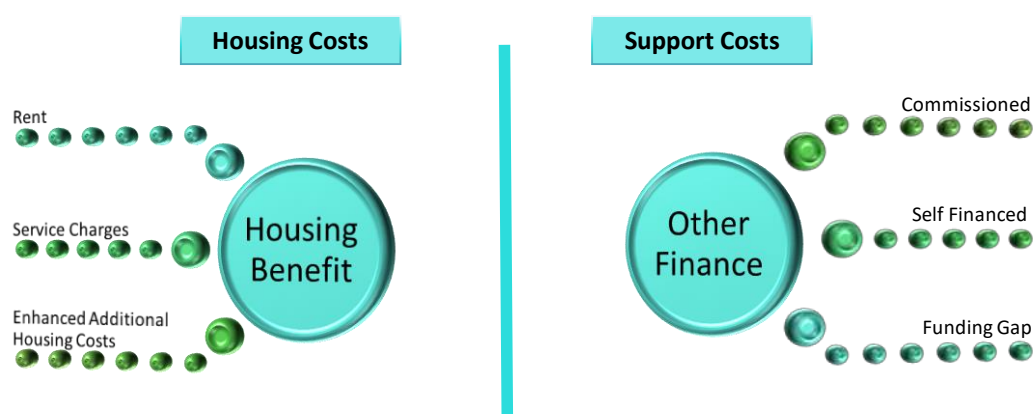 Housing Costs
Rent
Service Charges
Enhanced Additional
Housing Costs
Housing
Benefit
Support Costs
Commissioned
Other
Finance
Self Financed
Funding Gap